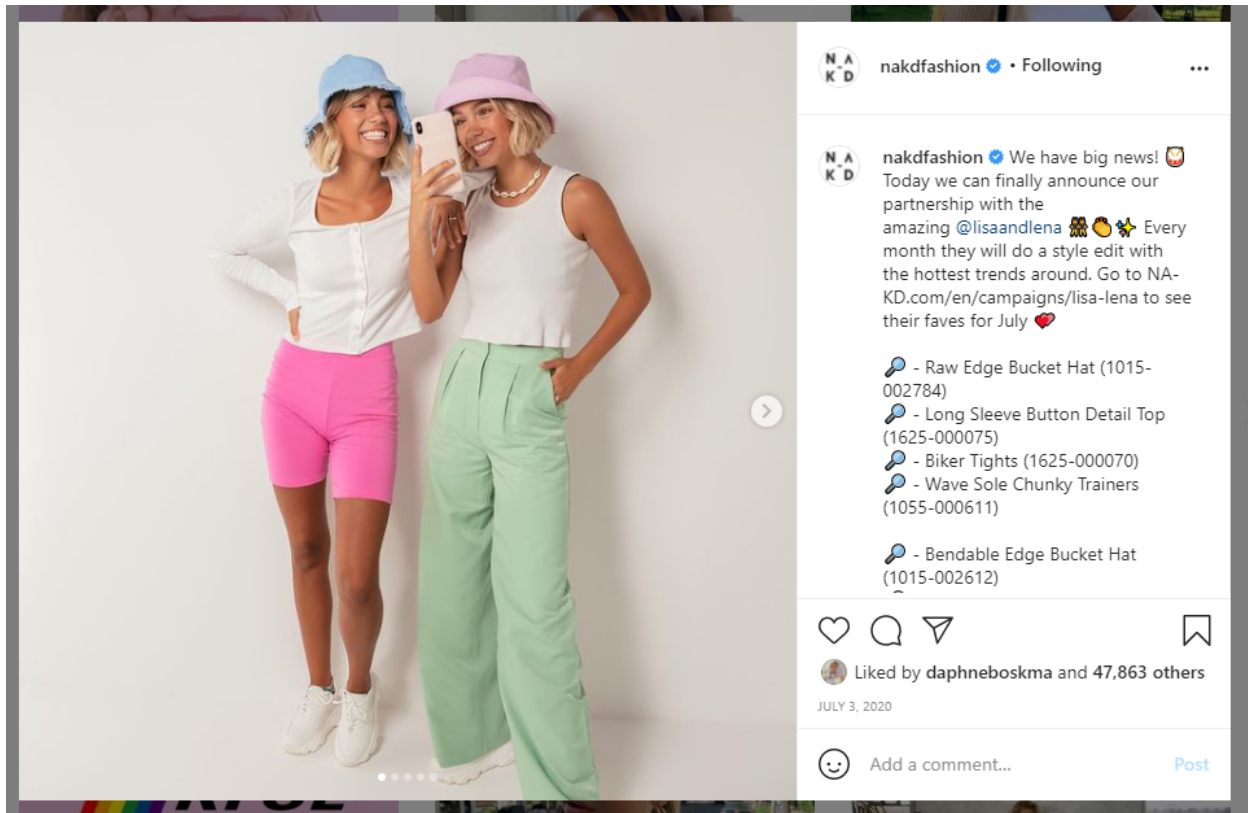 N A
K D
nakdfashion • Following
N A
K D
nakdfashion We have big news! 🥁
Today we can finally announce our
partnership with the
amazing @lisaandlena 👯👏✨ Every
month they will do a style edit with
the hottest trends around. Go to NA-
KD.com/en/campaigns/lisa-lena to see
their faves for July 💕
🔎 - Raw Edge Bucket Hat (1015-
002784)
🔎 - Long Sleeve Button Detail Top
(1625-000075)
🔎 - Biker Tights (1625-000070)
🔎 - Wave Sole Chunky Trainers
(1055-000611)
🔎 - Bendable Edge Bucket Hat
(1015-002612)
Liked by daphneboskma and 47,863 others
JULY 3, 2020
Add a comment... Post